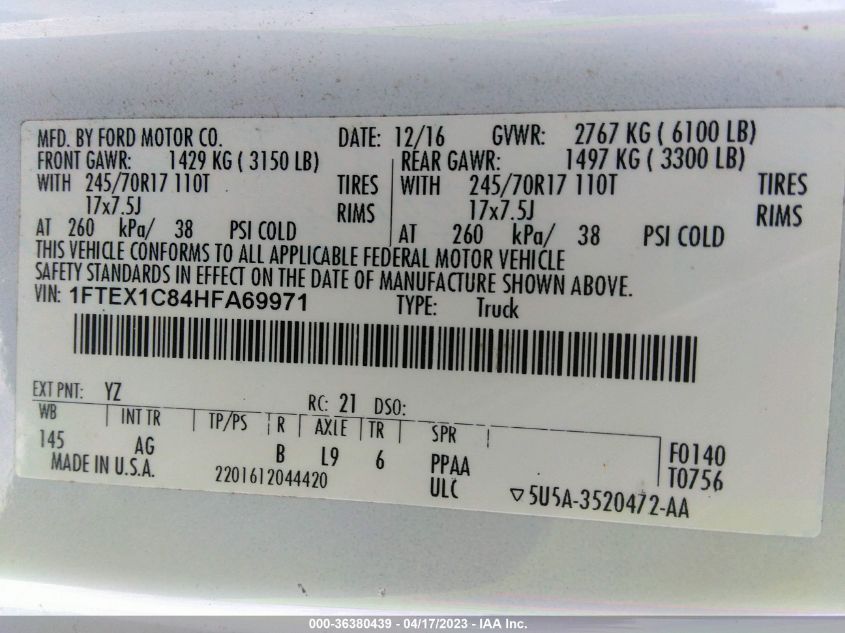 MFD. BY FORD MOTOR CO. DATE: 12/16 GVWR: 2767 KG ( 6100 LB)
FRONT GAWR: 1429 KG ( 3150 LB) REAR GAWR: 1497 KG ( 3300 LB)
WITH 245/70R17 110T TIRES WITH 245/70R17 110T TIRES
17x7.5J RIMS 17x7.5J RIMS
AT 260 kPa/ 38 PSI COLD AT 260 kPa/ 38 PSI COLD
THIS VEHICLE CONFORMS TO ALL APPLICABLE FEDERAL MOTOR VEHICLE
SAFETY STANDARDS IN EFFECT ON THE DATE OF MANUFACTURE SHOWN ABOVE.
VIN: 1FTEX1C84HFA69971 TYPE: Truck
EXT PNT: YZ RC: 21 DSO:
WB INT TR TP/PS R AXLE TR SPR
145 AG B L9 6 PPAA F0140
MADE IN U.S.A. 2201612044420 ULC T0756
▽5U5A-3520472-AA
000-36380439 - 04/17/2023 - IAA Inc.